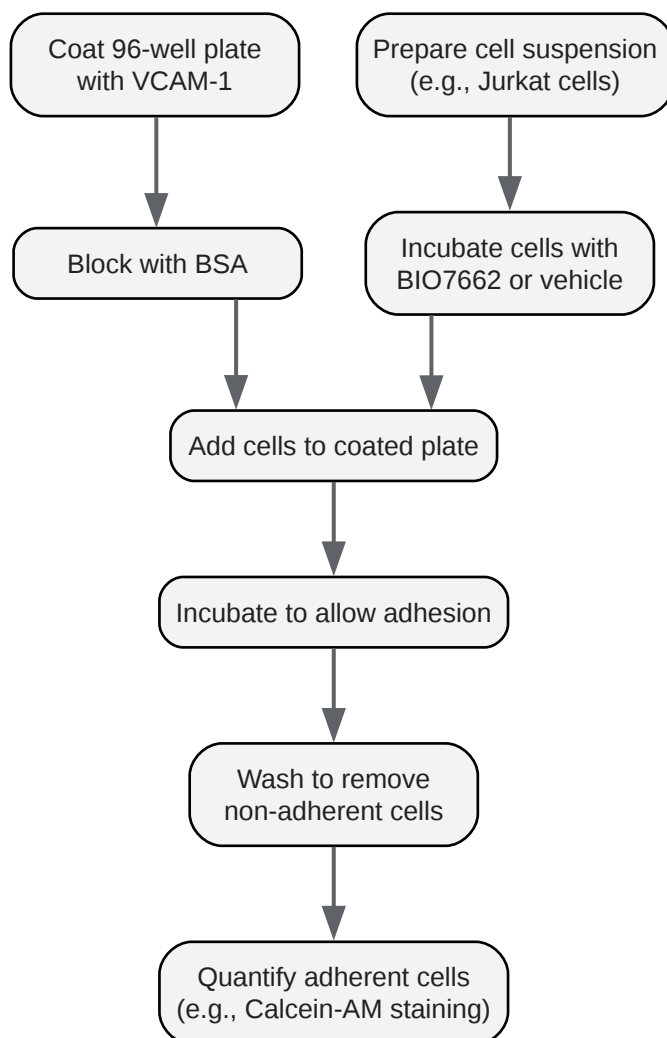 Coat 96-well plate
with VCAM-1
Prepare cell suspension
(e.g., Jurkat cells)
Block with BSA
Incubate cells with
BIO7662 or vehicle
Add cells to coated plate
Incubate to allow adhesion
Wash to remove
non-adherent cells
Quantify adherent cells
(e.g., Calcein-AM staining)